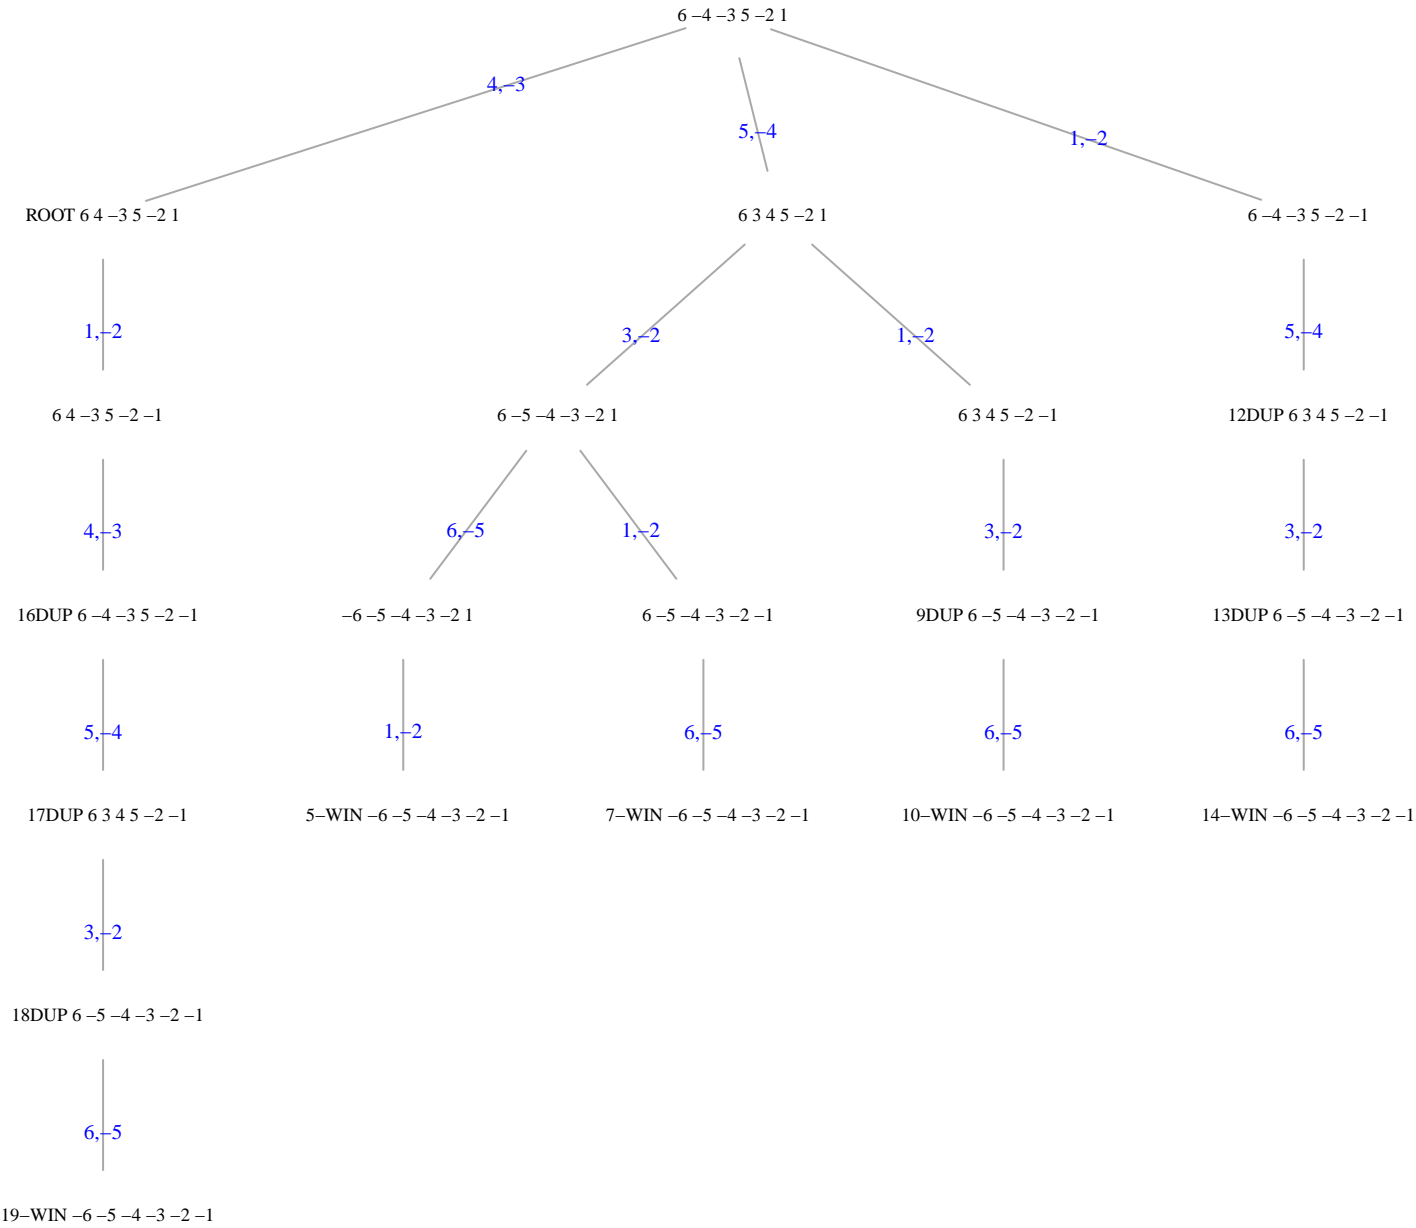 6 –4 –3 5 –2 1
4,–3
5,–4
1,–2
ROOT 6 4 –3 5 –2 1
6 3 4 5 –2 1
6 –4 –3 5 –2 –1
1,–2
3,–2
1,–2
5,–4
6 4 –3 5 –2 –1
6 –5 –4 –3 –2 1
6 3 4 5 –2 –1
12DUP 6 3 4 5 –2 –1
4,–3
6,–5
1,–2
3,–2
3,–2
16DUP 6 –4 –3 5 –2 –1
–6 –5 –4 –3 –2 1
6 –5 –4 –3 –2 –1
9DUP 6 –5 –4 –3 –2 –1
13DUP 6 –5 –4 –3 –2 –1
5,–4
1,–2
6,–5
6,–5
6,–5
17DUP 6 3 4 5 –2 –1
5–WIN –6 –5 –4 –3 –2 –1
7–WIN –6 –5 –4 –3 –2 –1
10–WIN –6 –5 –4 –3 –2 –1
14–WIN –6 –5 –4 –3 –2 –1
3,–2
18DUP 6 –5 –4 –3 –2 –1
6,–5
19–WIN –6 –5 –4 –3 –2 –1